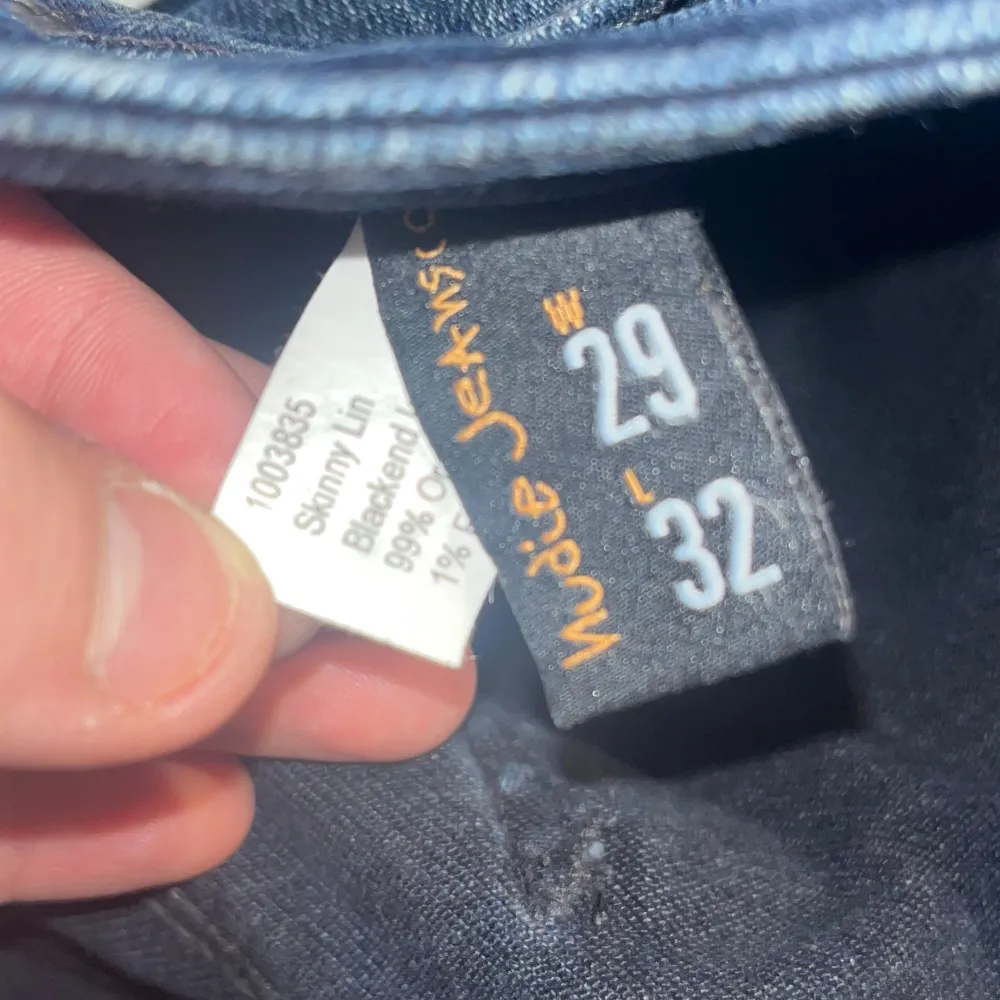 1003835
Skinny Lin
Blackend
99%
1%
Nudie Jeans
W
29
L
32